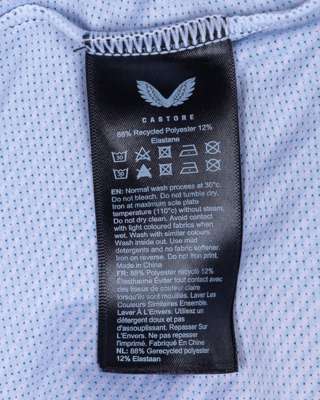 CASTORE
88% Recycled Polyester 12%
Elastane
EN: Normal wash process at 30°c.
Do not bleach. Do not tumble dry.
Iron at maximum sole plate
temperature (110°c) without steam.
Do not dry clean. Avoid contact
with light coloured fabrics when
wet. Wash with similar colours.
Wash inside out. Use mild
detergents and no fabric softener.
Iron on reverse. Do not iron Print
Made in China
FR: 88% Polyester recyclé 12%
Élasthanne Éviter tout contact avec
des tissus de couleur claire
lorsqu'ils sont mouillés. Laver Les
Couleurs Similaires Ensemble.
Laver À L'Envers. Utilisez un
détergent doux et pas
d'assouplissant. Repasser Sur
L'Envers. Fabriqué En Chine
NL: 88% Gerecycled polyester
12% Elastaan